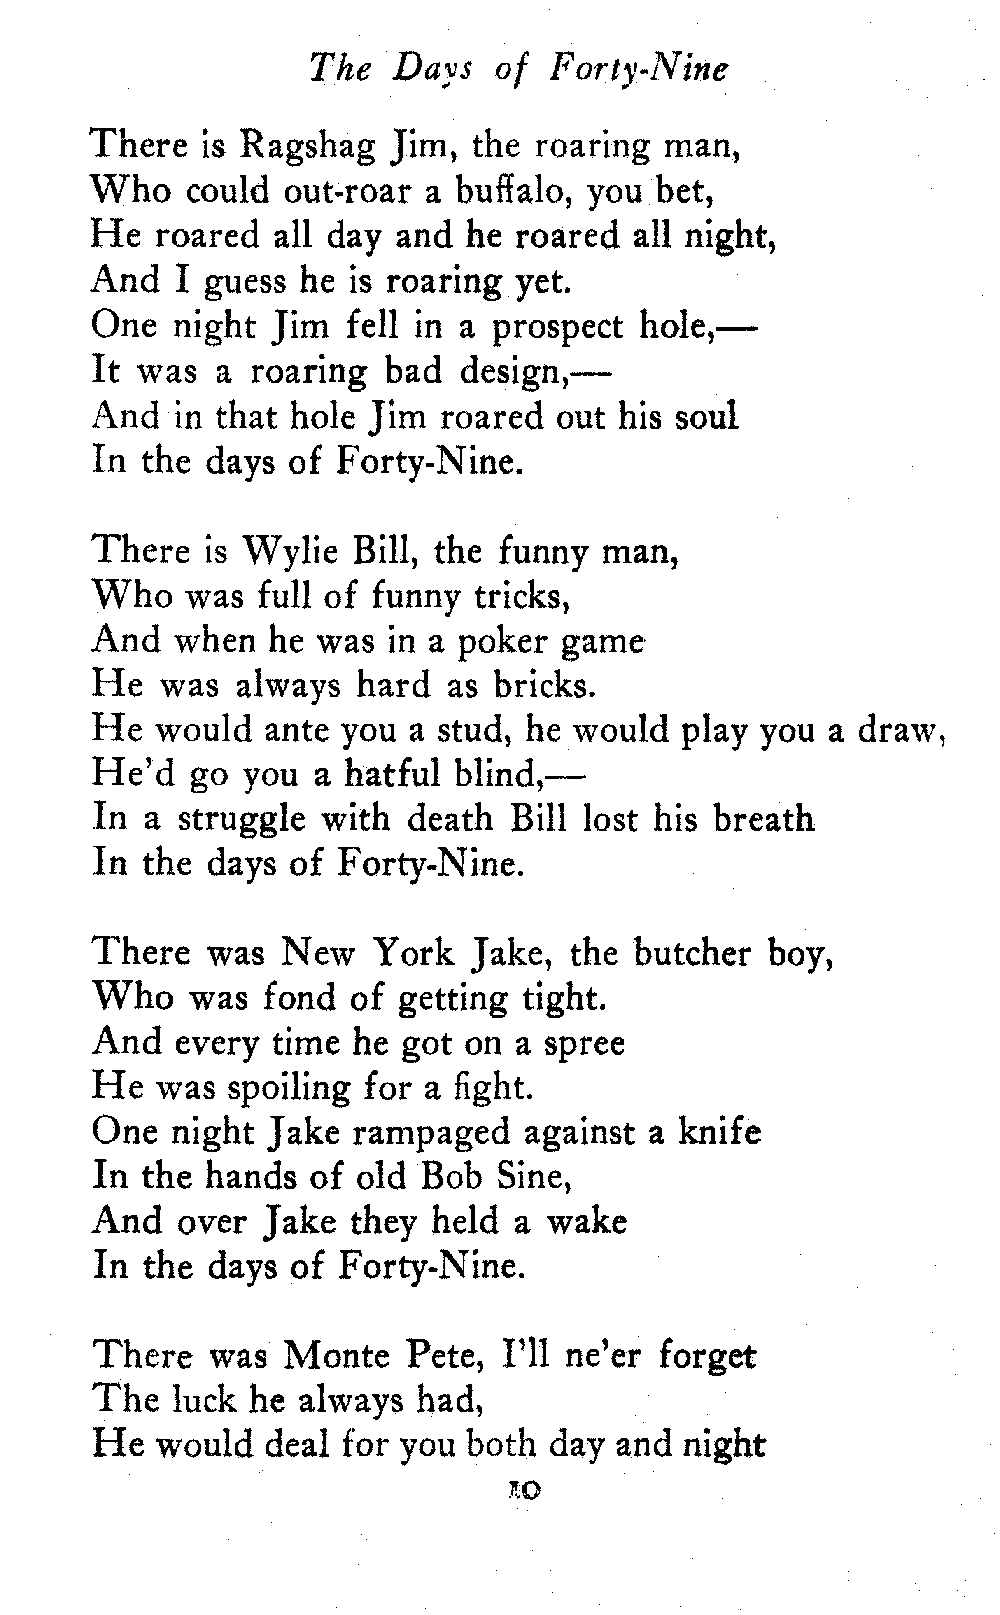 The Days of Forty-Nine
There is Ragshag Jim, the roaring man,
Who could out-roar a buffalo, you bet,
He roared all day and he roared all night,
And I guess he is roaring yet.
One night Jim fell in a prospect hole,—
It was a roaring bad design,—
And in that hole Jim roared out his soul
In the days of Forty-Nine.
There is Wylie Bill, the funny man,
Who was full of funny tricks,
And when he was in a poker game
He was always hard as bricks.
He would ante you a stud, he would play you a draw,
He'd go you a hatful blind,—
In a struggle with death Bill lost his breath
In the days of Forty-Nine.
There was New York Jake, the butcher boy,
Who was fond of getting tight.
And every time he got on a spree
He was spoiling for a fight.
One night Jake rampaged against a knife
In the hands of old Bob Sine,
And over Jake they held a wake
In the days of Forty-Nine.
There was Monte Pete, I'll ne'er forget
The luck he always had,
He would deal for you both day and night
10